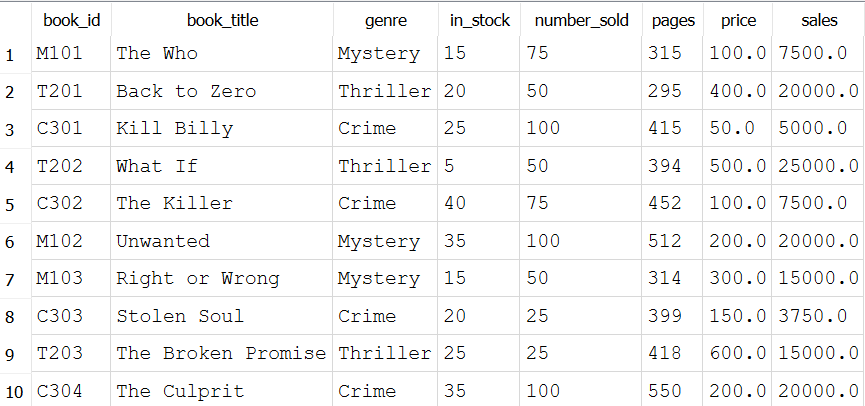 book_id book_title genre in_stock number_sold pages price sales
1 M101 The Who Mystery 15 75 315 100.0 7500.0
2 T201 Back to Zero Thriller 20 50 295 400.0 20000.0
3 C301 Kill Billy Crime 25 100 415 50.0 5000.0
4 T202 What If Thriller 5 50 394 500.0 25000.0
5 C302 The Killer Crime 40 75 452 100.0 7500.0
6 M102 Unwanted Mystery 35 100 512 200.0 20000.0
7 M103 Right or Wrong Mystery 15 50 314 300.0 15000.0
8 C303 Stolen Soul Crime 20 25 399 150.0 3750.0
9 T203 The Broken Promise Thriller 25 25 418 600.0 15000.0
10 C304 The Culprit Crime 35 100 550 200.0 20000.0